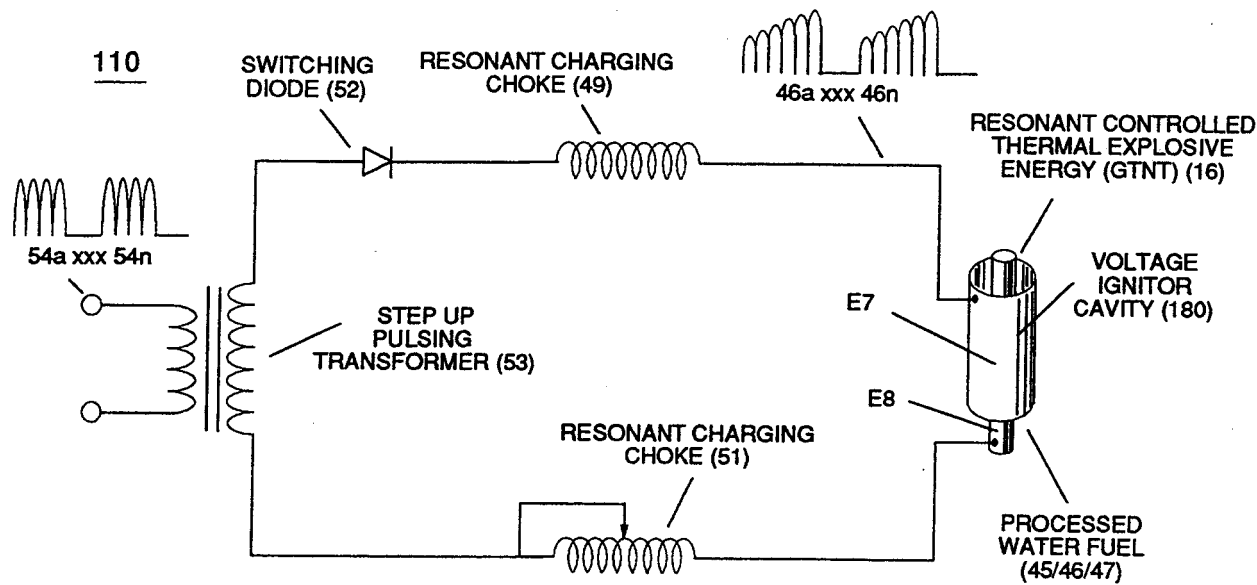 110
SWITCHING
DIODE (52)
RESONANT CHARGING
CHOKE (49)
46a xxx 46n
RESONANT CONTROLLED
THERMAL EXPLOSIVE
ENERGY (GTNT) (16)
54a xxx 54n
STEP UP
PULSING
TRANSFORMER (53)
E7
VOLTAGE
IGNITOR
CAVITY (180)
E8
RESONANT CHARGING
CHOKE (51)
PROCESSED
WATER FUEL
(45/46/47)